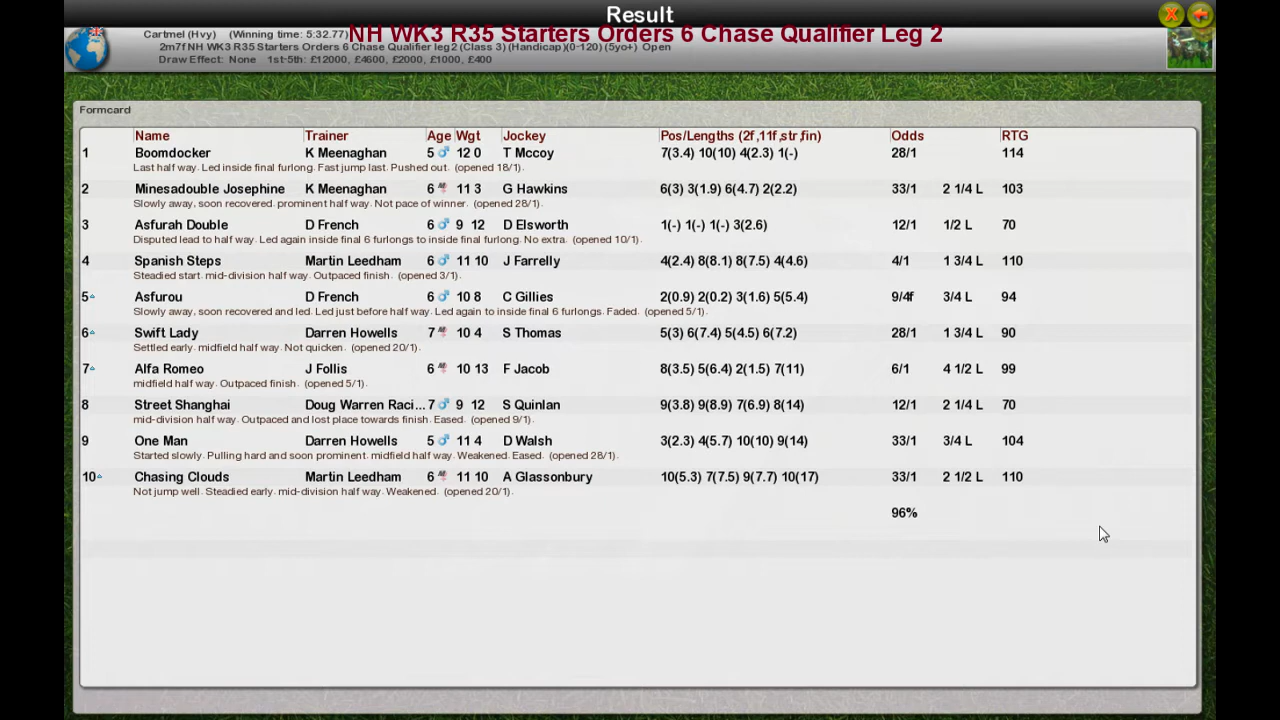 Result
NH WK3 R35 Starters Orders 6 Chase Qualifier Leg 2
Cartmel (Hvy) (Winning time: 5:32.77)
2m7f NH WK3 R35 Starters Orders 6 Chase Qualifier leg2 (Class 3) (Handicap)(0-120) (5yo+) Open
Draw Effect: None 1st-5th: £12000, £4600, £2000, £1000, £400
Formcard
Name Trainer Age Wgt Jockey Pos/Lengths (2f,11f,str,fin) Odds RTG
1 Boomdocker K Meenaghan 5 12 0 T Mccoy 7(3.4) 10(10) 4(2.3) 1(-) 28/1 114
Last half way. Led inside final furlong. Fast jump last. Pushed out. (opened 18/1).
2 Minesadouble Josephine K Meenaghan 6 11 3 G Hawkins 6(3) 3(1.9) 6(4.7) 2(2.2) 33/1 2 1/4 L 103
Slowly away, soon recovered. prominent half way. Not pace of winner. (opened 28/1).
3 Asfurah Double D French 6 9 12 D Elsworth 1(-) 1(-) 1(-) 3(2.6) 12/1 1/2 L 70
Disputed lead to half way. Led again inside final 6 furlongs to inside final furlong. No extra. (opened 10/1).
4 Spanish Steps Martin Leedham 6 11 10 J Farrelly 4(2.4) 8(8.1) 8(7.5) 4(4.6) 4/1 1 3/4 L 110
Steadied start. mid-division half way. Outpaced finish. (opened 3/1).
5 Asfurou D French 6 10 8 C Gillies 2(0.9) 2(0.2) 3(1.6) 5(5.4) 9/4f 3/4 L 94
Slowly away, soon recovered and led. Led just before half way. Led again to inside final 6 furlongs. Faded. (opened 5/1).
6 Swift Lady Darren Howells 7 10 4 S Thomas 5(3) 6(7.4) 5(4.5) 6(7.2) 28/1 1 3/4 L 90
Settled early. midfield half way. Not quicken. (opened 20/1).
7 Alfa Romeo J Follis 6 10 13 F Jacob 8(3.5) 5(6.4) 2(1.5) 7(11) 6/1 4 1/2 L 99
midfield half way. Outpaced finish. (opened 5/1).
8 Street Shanghai Doug Warren Raci... 7 9 12 S Quinlan 9(3.8) 9(8.9) 7(6.9) 8(14) 12/1 2 1/4 L 70
mid-division half way. Outpaced and lost place towards finish. Eased. (opened 9/1).
9 One Man Darren Howells 5 11 4 D Walsh 3(2.3) 4(5.7) 10(10) 9(14) 33/1 3/4 L 104
Started slowly. Pulling hard and soon prominent. midfield half way. Weakened. Eased. (opened 28/1).
10 Chasing Clouds Martin Leedham 6 11 10 A Glassonbury 10(5.3) 7(7.5) 9(7.7) 10(17) 33/1 2 1/2 L 110
Not jump well. Steadied early. mid-division half way. Weakened. (opened 20/1).
96%